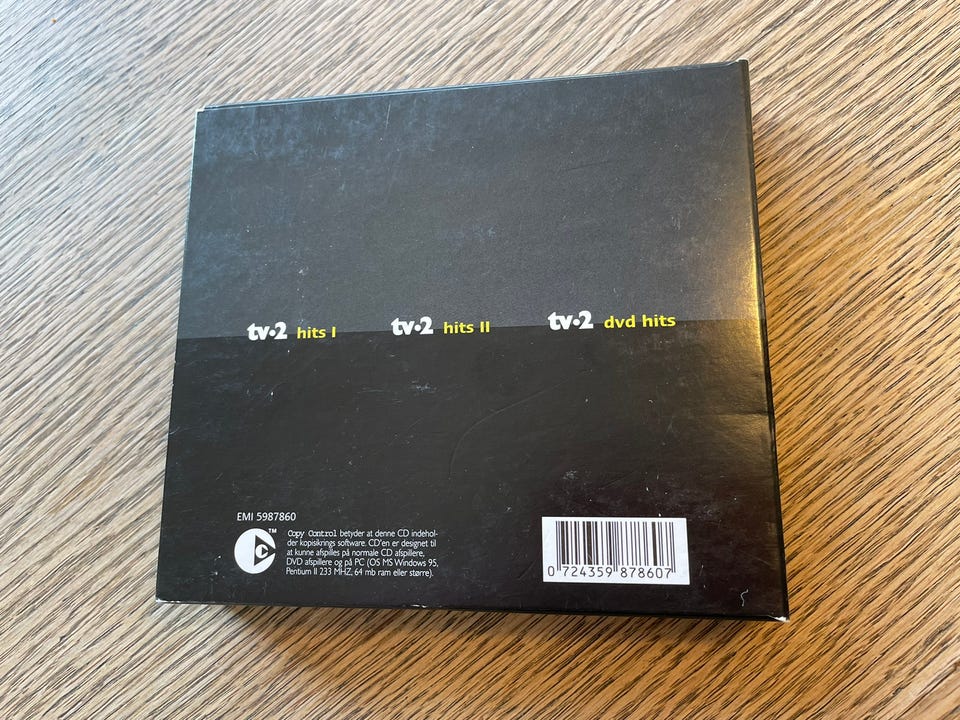 tv·2 hits I
tv·2 hits II
tv·2 dvd hits
EMI 5987860
TM
Copy Control betyder at denne CD indehol-
der kopisikrings software. CD'en er designet til
at kunne afspilles på normale CD afspillere,
DVD afspillere og på PC (OS MS Windows 95,
Pentium II 233 MHZ, 64 mb ram eller større).
0 724359 878607